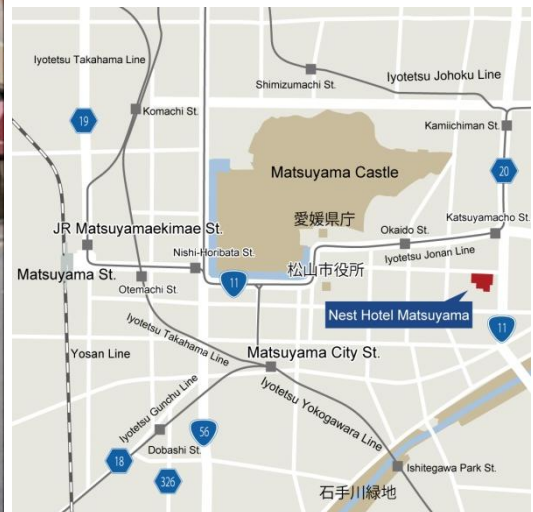 Iyotetsu Takahama Line
Shimizumachi St.
Iyotetsu Johoku Line
Komachi St.
19
Kamiichiman St.
Matsuyama Castle
20
愛媛県庁
Katsuyamacho St.
JR Matsuyamaekimae St.
Okaido St.
Nishi-Horibata St.
Iyotetsu Jonan Line
Matsuyama St.
松山市役所
11
Otemachi St.
Nest Hotel Matsuyama
11
Iyotetsu Takahama Line
Yosan Line
Matsuyama City St.
Iyotetsu Gunchu Line
Iyotetsu Yokogawara Line
56
Dobashi St.
18
Ishitegawa Park St.
326
石手川緑地